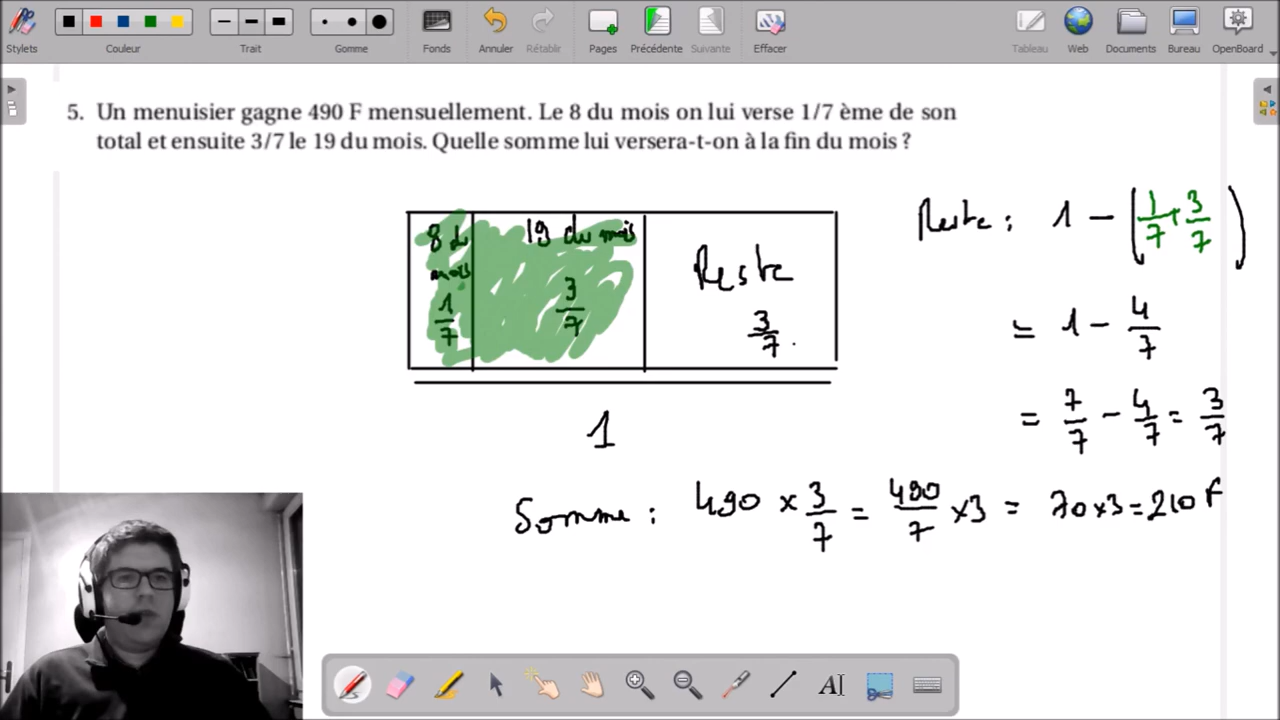 Stylets Couleur Trait Gomme Fonds Annuler Rétablir Pages Précédente Suivante Effacer Tableau Web Documents Bureau OpenBoard
5. Un menuisier gagne 490 F mensuellement. Le 8 du mois on lui verse 1/7 ème de son
total et ensuite 3/7 le 19 du mois. Quelle somme lui versera-t-on à la fin du mois ?
8 du mois 1/7
19 du mois 3/7
Reste 3/7
1
Reste : 1 - (1/7 + 3/7)
= 1 - 4/7
= 7/7 - 4/7 = 3/7
Somme : 490 × 3/7 = 490/7 × 3 = 70 × 3 = 210 F
AI